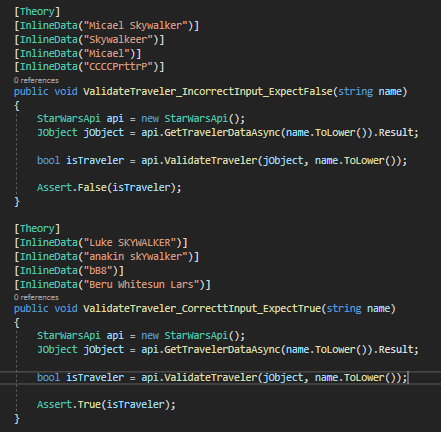 [Theory]
[InlineData("Micael Skywalker")]
[InlineData("Skywalkeer")]
[InlineData("Micael")]
[InlineData("CCCCPrttrP")]
0 references
public void ValidateTraveler_IncorrectInput_ExpectFalse(string name)
{
StarWarsApi api = new StarWarsApi();
JObject jObject = api.GetTravelerDataAsync(name.ToLower()).Result;
bool isTraveler = api.ValidateTraveler(jObject, name.ToLower());
Assert.False(isTraveler);
}
[Theory]
[InlineData("Luke SKYWALKER")]
[InlineData("anakin skYwalker")]
[InlineData("bB8")]
[InlineData("Beru Whitesun Lars")]
0 references
public void ValidateTraveler_CorrecttInput_ExpectTrue(string name)
{
StarWarsApi api = new StarWarsApi();
JObject jObject = api.GetTravelerDataAsync(name.ToLower()).Result;
bool isTraveler = api.ValidateTraveler(jObject, name.ToLower());
Assert.True(isTraveler);
}